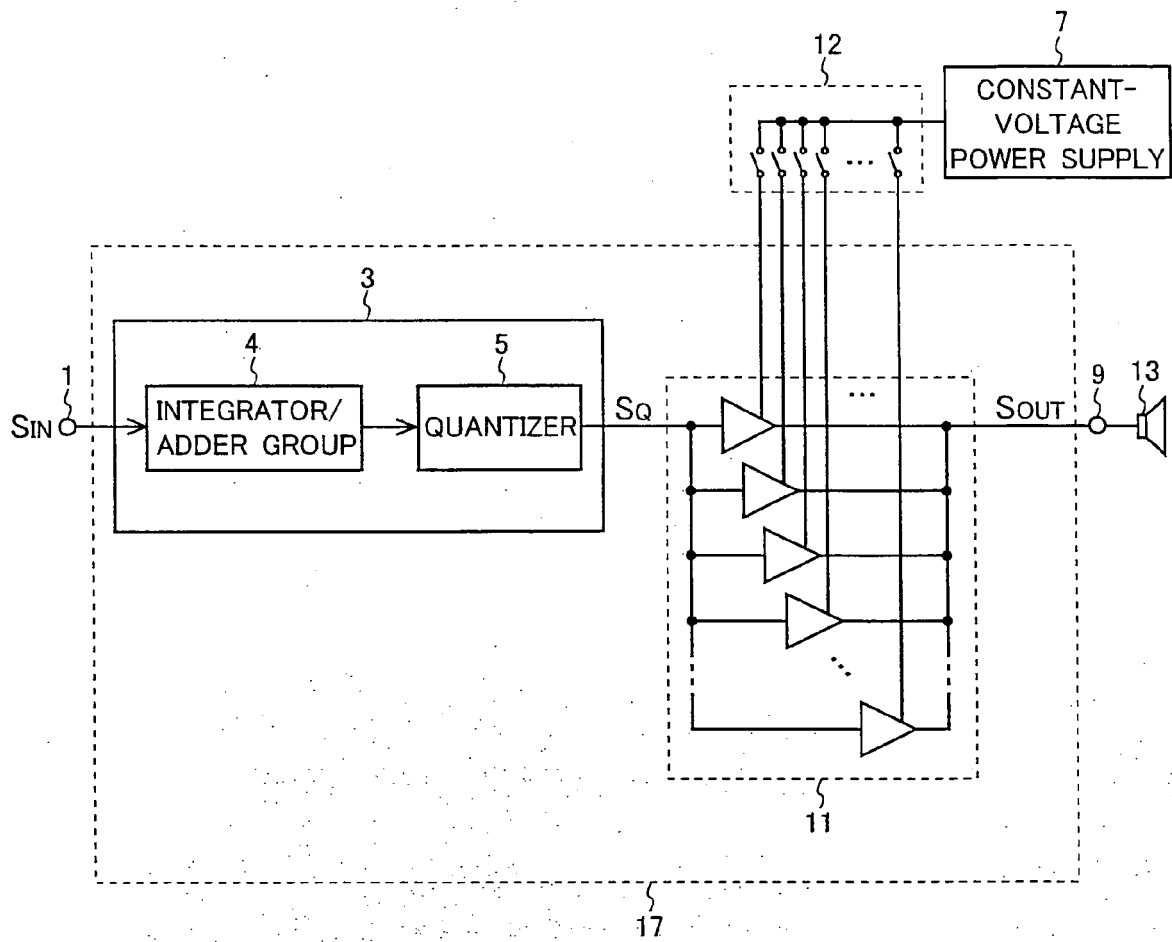 7
12
CONSTANT-
VOLTAGE
POWER SUPPLY
...
3
4
5
1
9
13
SIN
INTEGRATOR/
ADDER GROUP
QUANTIZER
SQ
...
SOUT
...
11
17